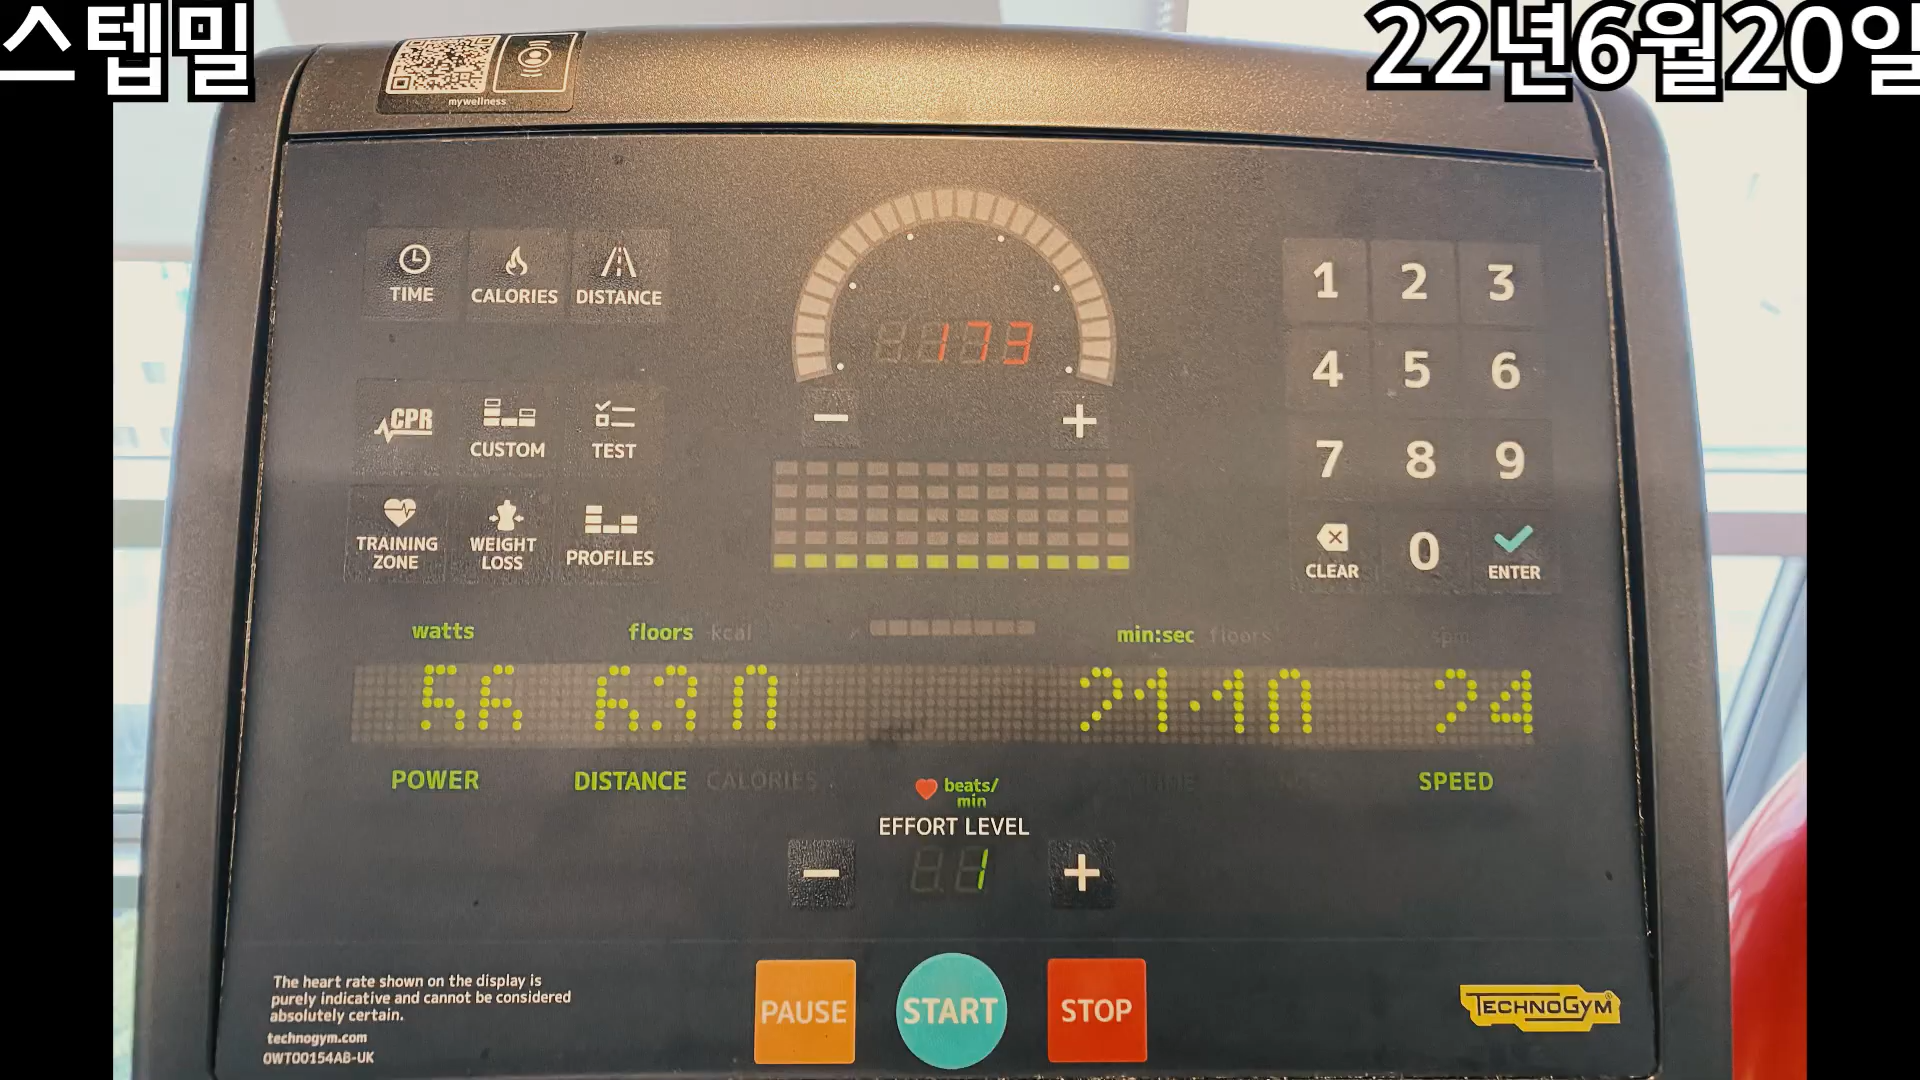 스텝밀
22년6월20일
mywellness
TIME
CALORIES
DISTANCE
173
1 2 3
4 5 6
7 8 9
CLEAR 0 ENTER
CPR
CUSTOM
TEST
TRAINING ZONE
WEIGHT LOSS
PROFILES
watts
floors
kcal
min:sec
floors
spm
56
24
POWER
DISTANCE
CALORIES
TIME
SPEED
beats/
min
EFFORT LEVEL
1
The heart rate shown on the display is
purely indicative and cannot be considered
absolutely certain.
technogym.com
0WT00154AB-UK
PAUSE
START
STOP
TECHNOGYM